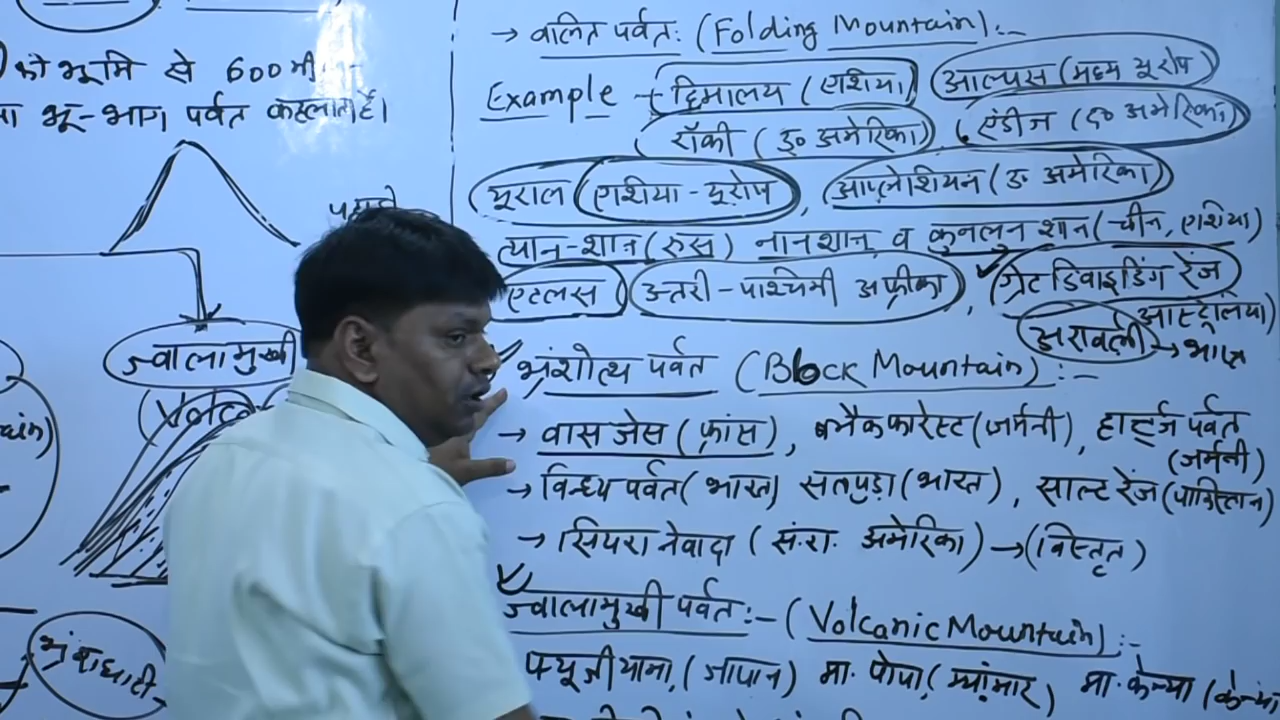 को भूमि से 600 मी.
भू-भाग पर्वत कहलाता है।
ज्वालामुखी
भ्रंशघाटी
→ वलित पर्वतः (Folding Mountain):-
Example - हिमालय (एशिया), आल्पस (मध्य यूरोप)
रॉकी (उ० अमेरिका), एंडीज (द० अमेरिका)
यूराल (एशिया-यूरोप), आप्लेशियन (उ० अमेरिका)
त्यान-शान (रुस) नानशान व कुनलुन शान (चीन, एशिया)
एटलस (उत्तरी-पाश्चिमी अफ्रीका), ग्रेट डिवाइडिंग रेंज
(आस्ट्रेलिया)
अरावली → भारत
भ्रंशोत्थ पर्वत (Block Mountain):-
→ वासजेस (फ्रांस), ब्लैक फारेस्ट (जर्मनी), हार्ट्ज पर्वत
(जर्मनी)
→ विन्ध्य पर्वत (भारत) सतपुड़ा (भारत), साल्ट रेंज (पाकिस्तान)
→ सियरा नेवादा (सं.रा. अमेरिका) → (विस्तृत)
ज्वालामुखी पर्वतः- (Volcanic Mountain):-
फ्यूजीयामा, (जापान) मा. पोपा, (म्यांमार) मा. केन्या (केन्या)